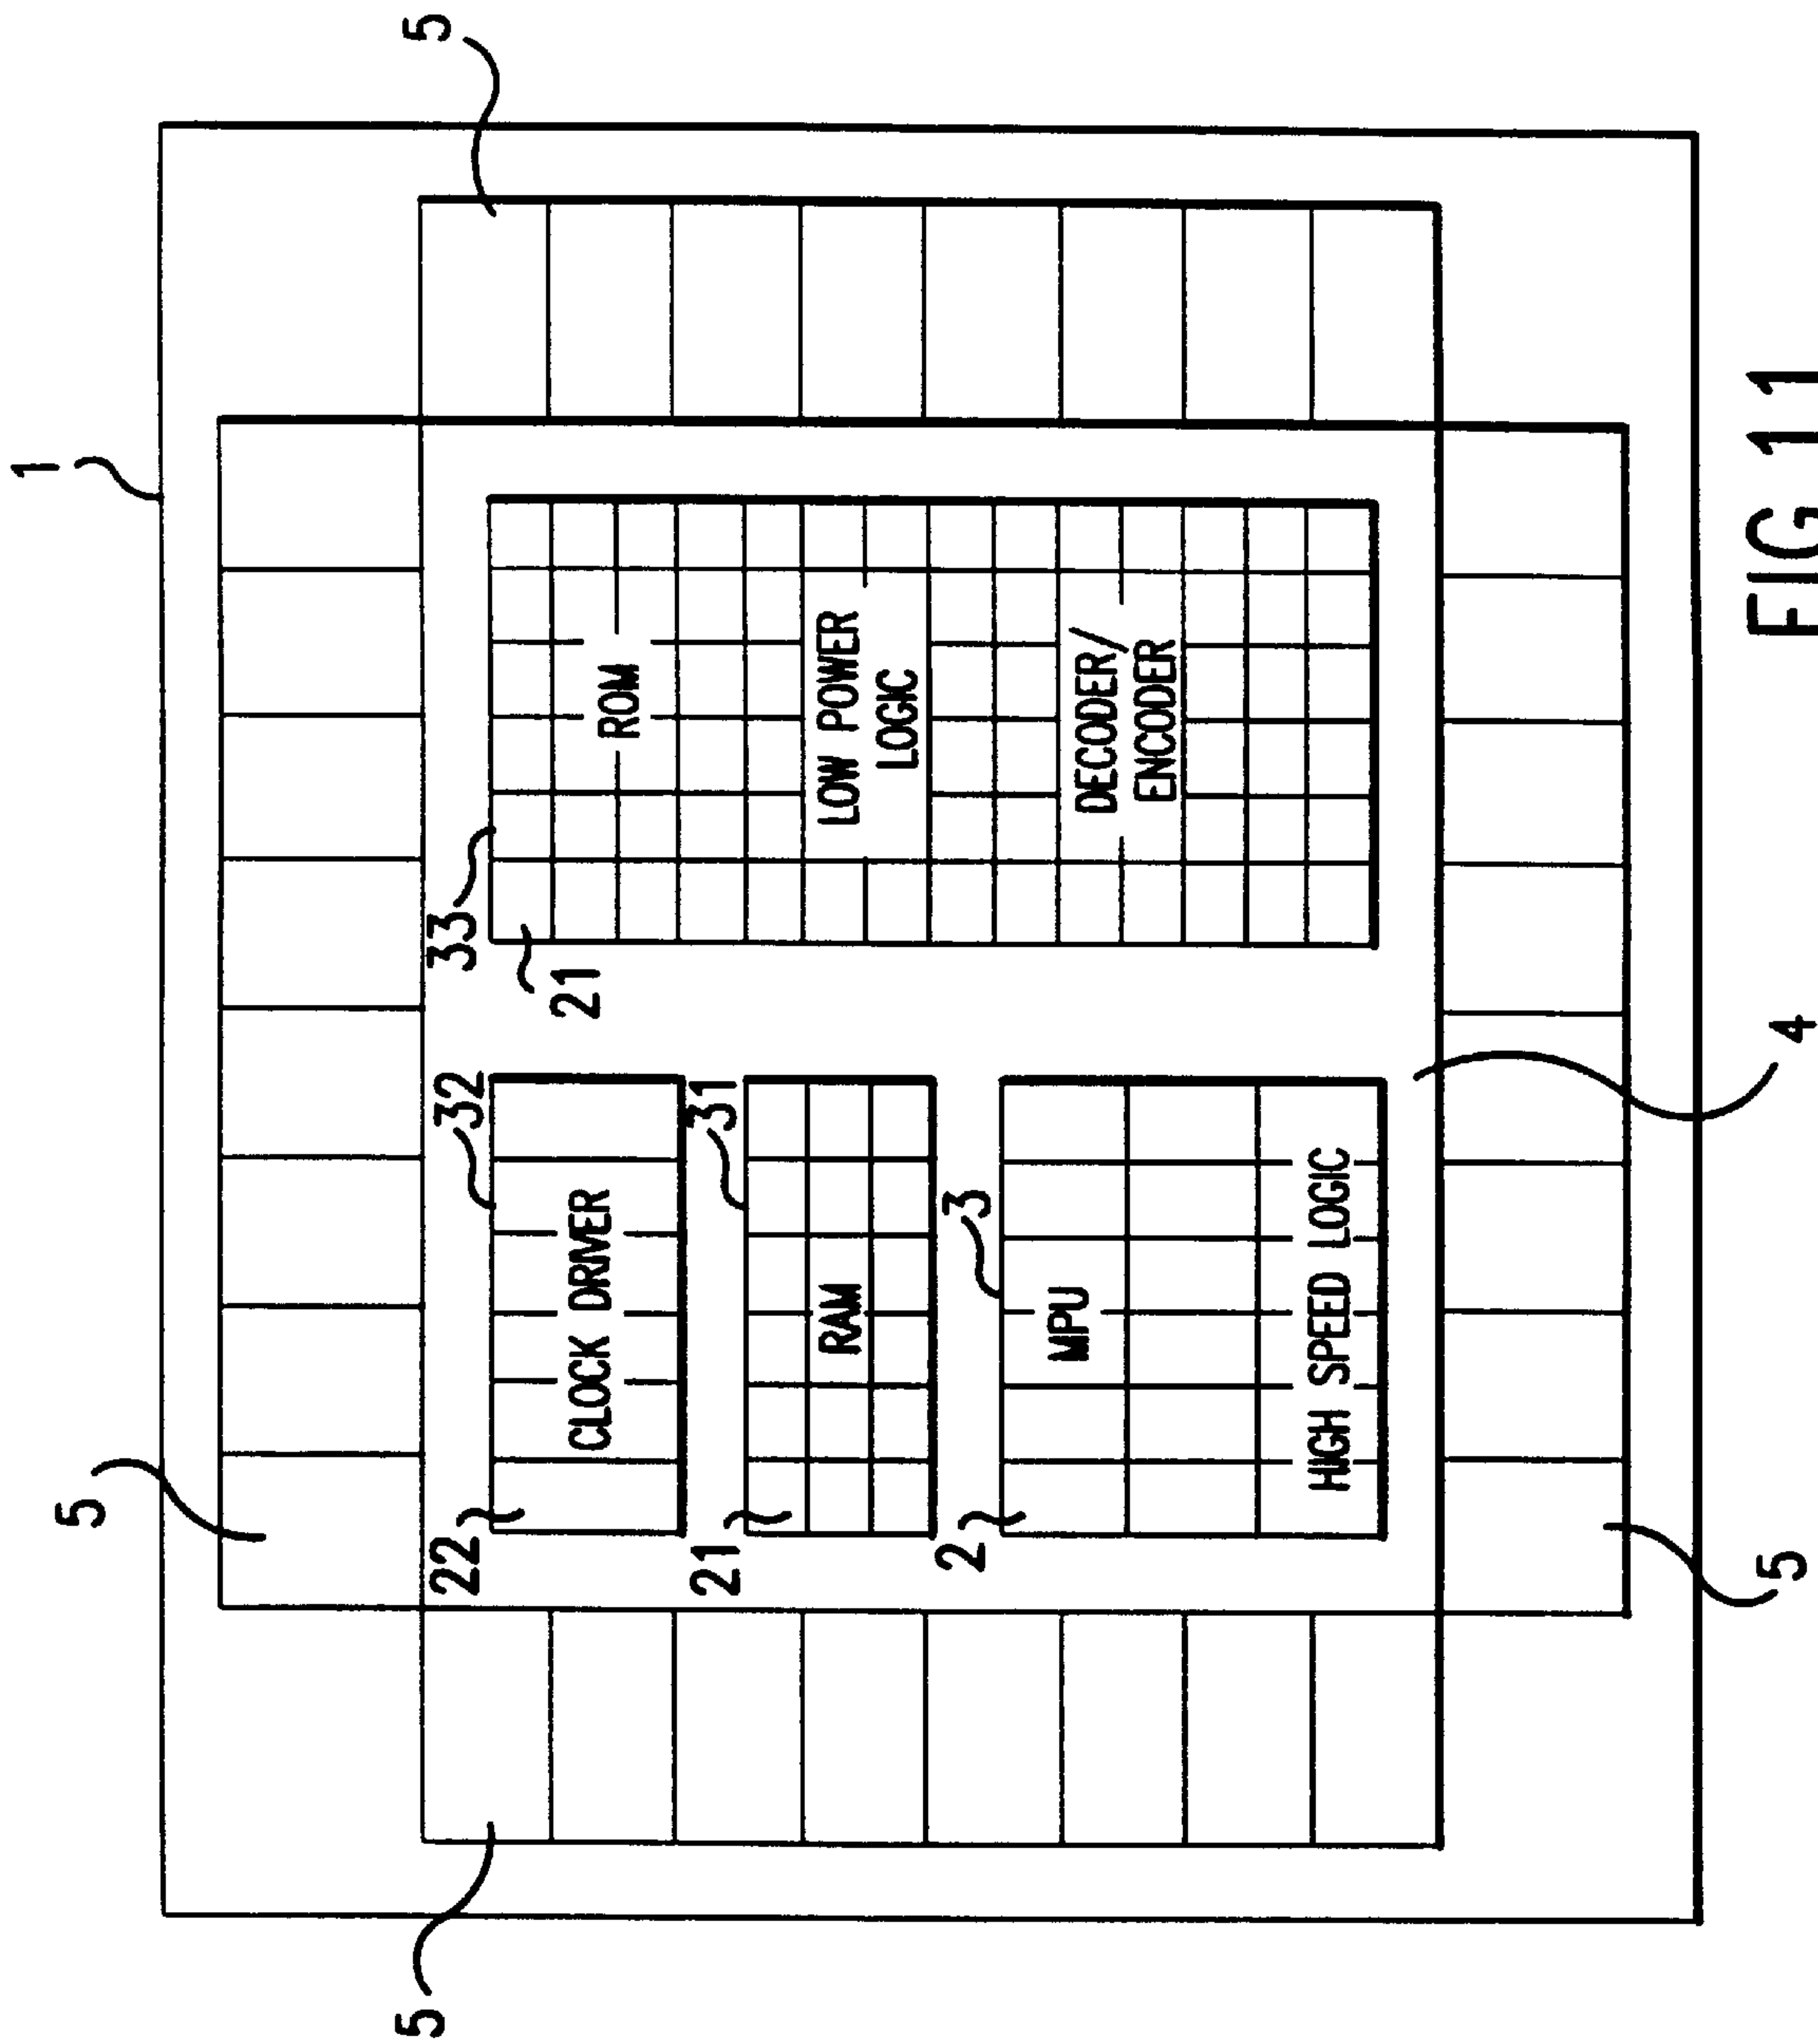 1
5
5
33
ROM
21
LOW POWER
LOGIC
DECODER/
ENCODER
32
CLOCK DRIVER
22
31
RAM
21
3
MPU
2
HIGH SPEED LOGIC
5
4
5
FIG 11